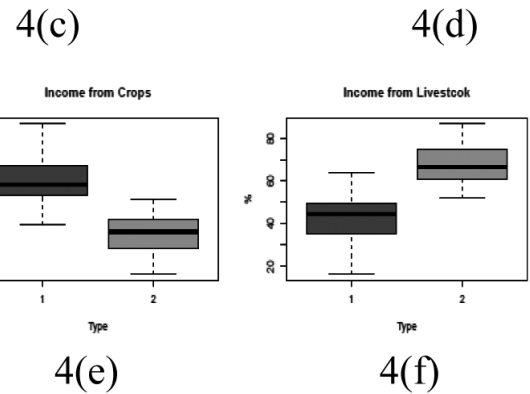 4(c) 4(d)
Income from Crops Income from Livestcok
%
80
60
40
20
1 2 1 2
Type Type
4(e) 4(f)